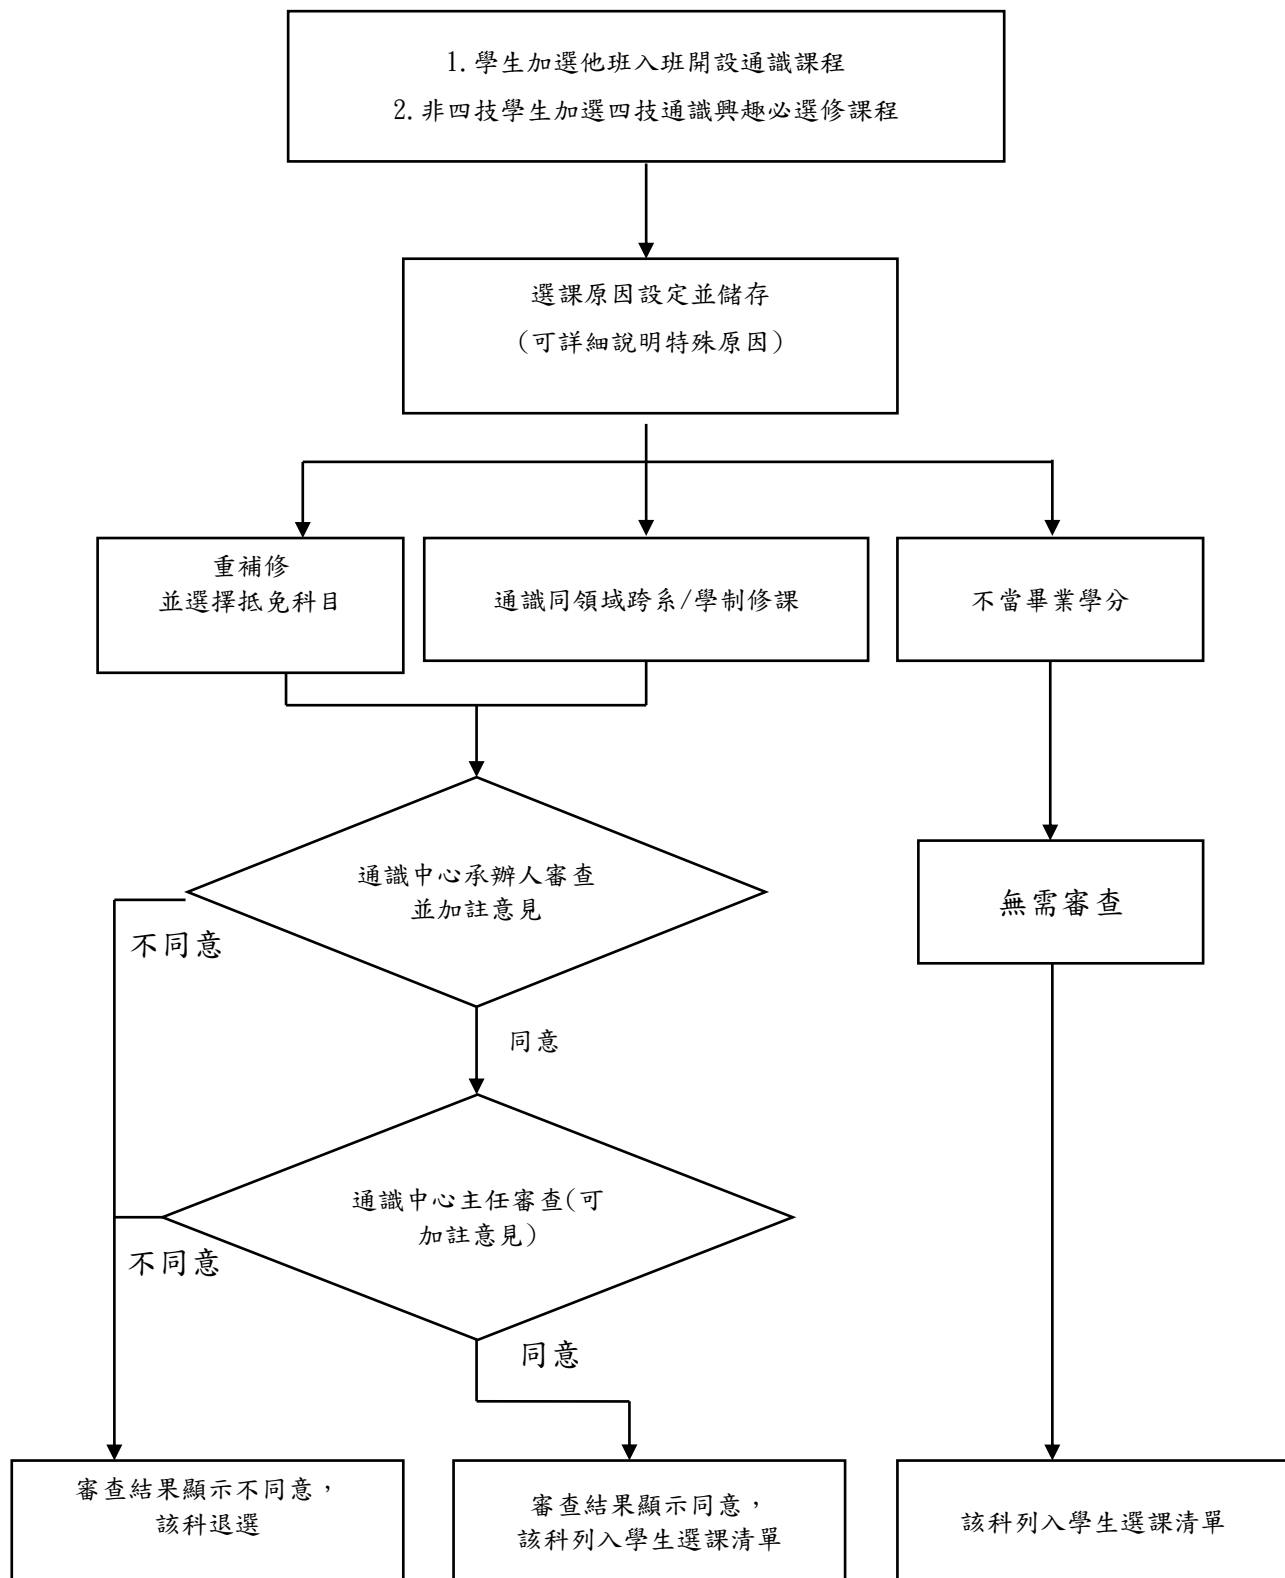 1.學生加選他班入班開設通識課程
2.非四技學生加選四技通識興趣必選修課程
選課原因設定並儲存
(可詳細說明特殊原因)
重補修
並選擇抵免科目
通識同領域跨系/學制修課
不當畢業學分
通識中心承辦人審查
並加註意見
無需審查
不同意
同意
通識中心主任審查(可
加註意見)
不同意
同意
審查結果顯示不同意，
該科退選
審查結果顯示同意，
該科列入學生選課清單
該科列入學生選課清單